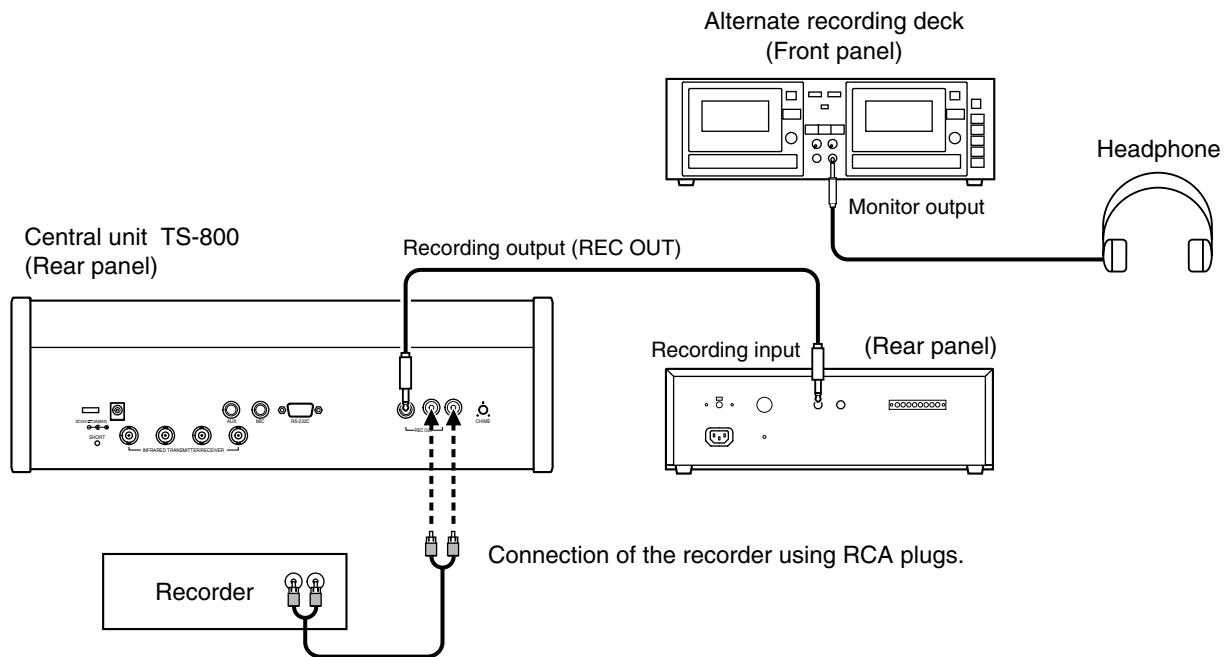 Alternate recording deck
(Front panel)
Headphone
Monitor output
Central unit  TS-800
(Rear panel)
Recording output (REC OUT)
Recording input
(Rear panel)
AUX
MIC
RS-232C
REC OUT
CHIME
SHORT
INFRARED TRANSMITTER/RECEIVER
Connection of the recorder using RCA plugs.
Recorder